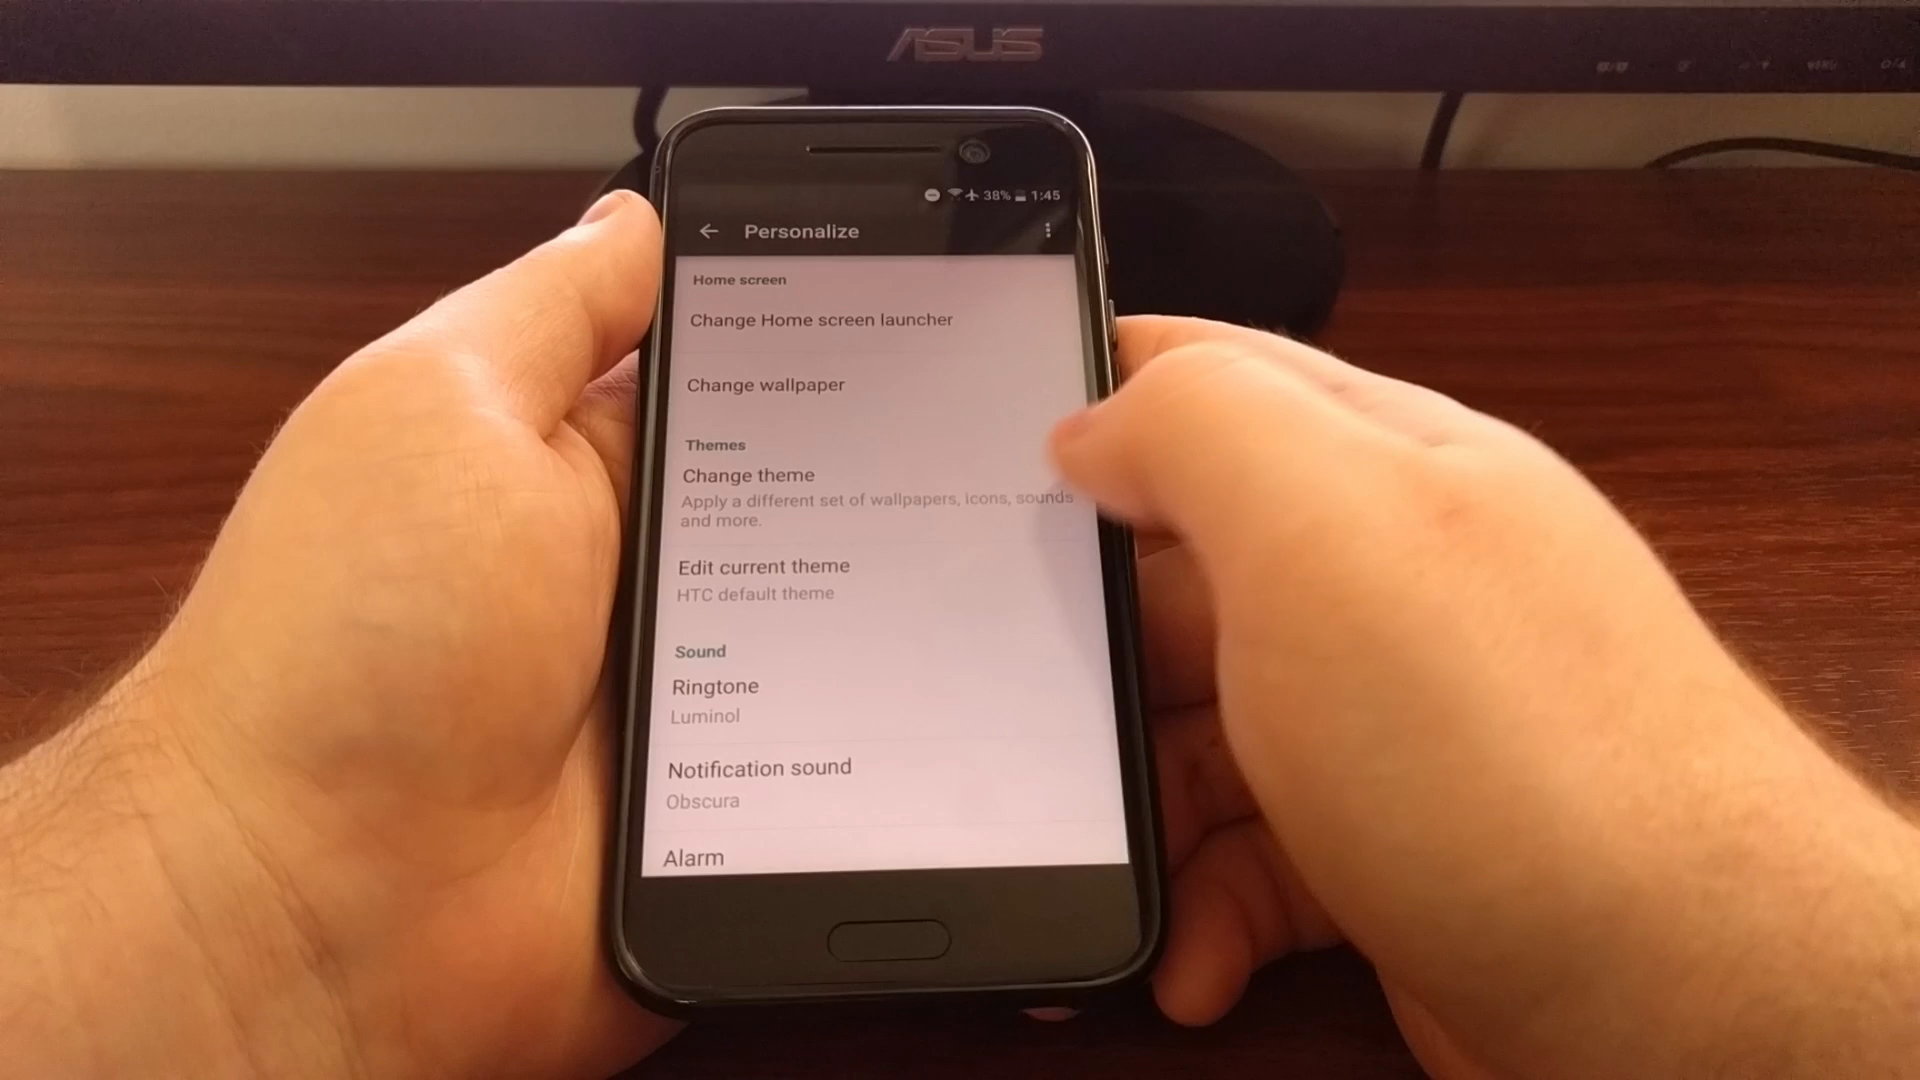 ASUS
38% 1:45
Personalize
Home screen
Change Home screen launcher
Change wallpaper
Themes
Change theme
Apply a different set of wallpapers, icons, sounds
and more.
Edit current theme
HTC default theme
Sound
Ringtone
Luminol
Notification sound
Obscura
Alarm